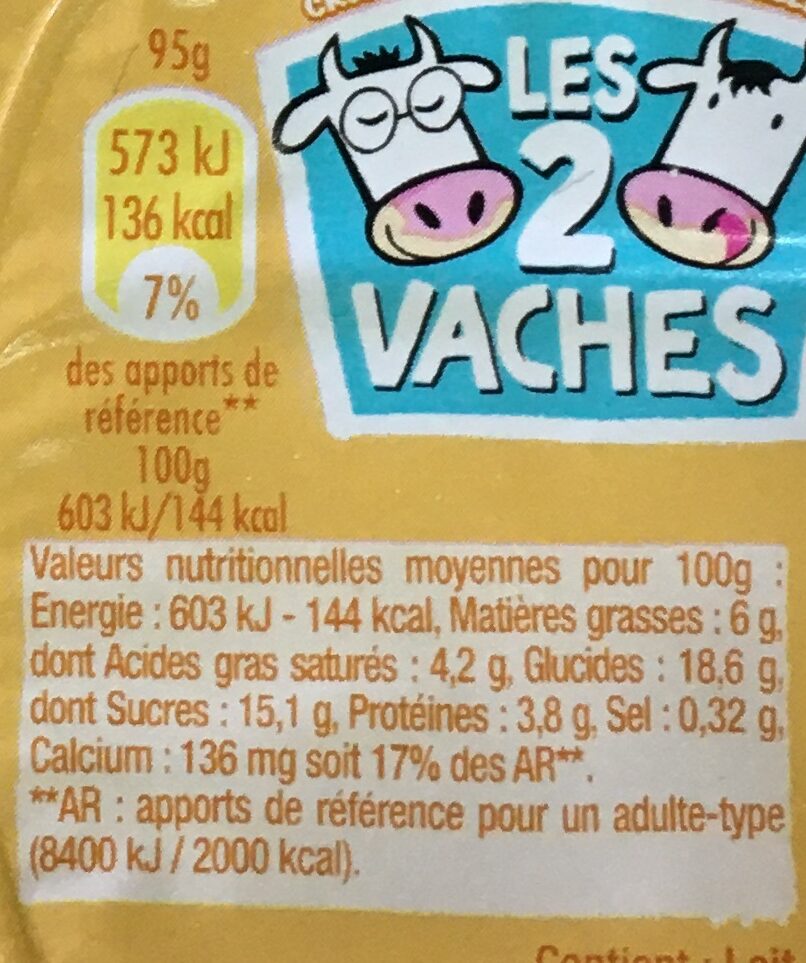 95g
573 kJ
136 kcal
7%
des apports de
référence**
100g
603 kJ/144 kcal
LES
2
VACHES
Valeurs nutritionnelles moyennes pour 100g :
Energie : 603 kJ - 144 kcal, Matières grasses : 6 g,
dont Acides gras saturés : 4,2 g, Glucides : 18,6 g,
dont Sucres : 15,1 g, Protéines : 3,8 g, Sel : 0,32 g,
Calcium : 136 mg soit 17% des AR**.
**AR : apports de référence pour un adulte-type
(8400 kJ / 2000 kcal).
Contient : Lait